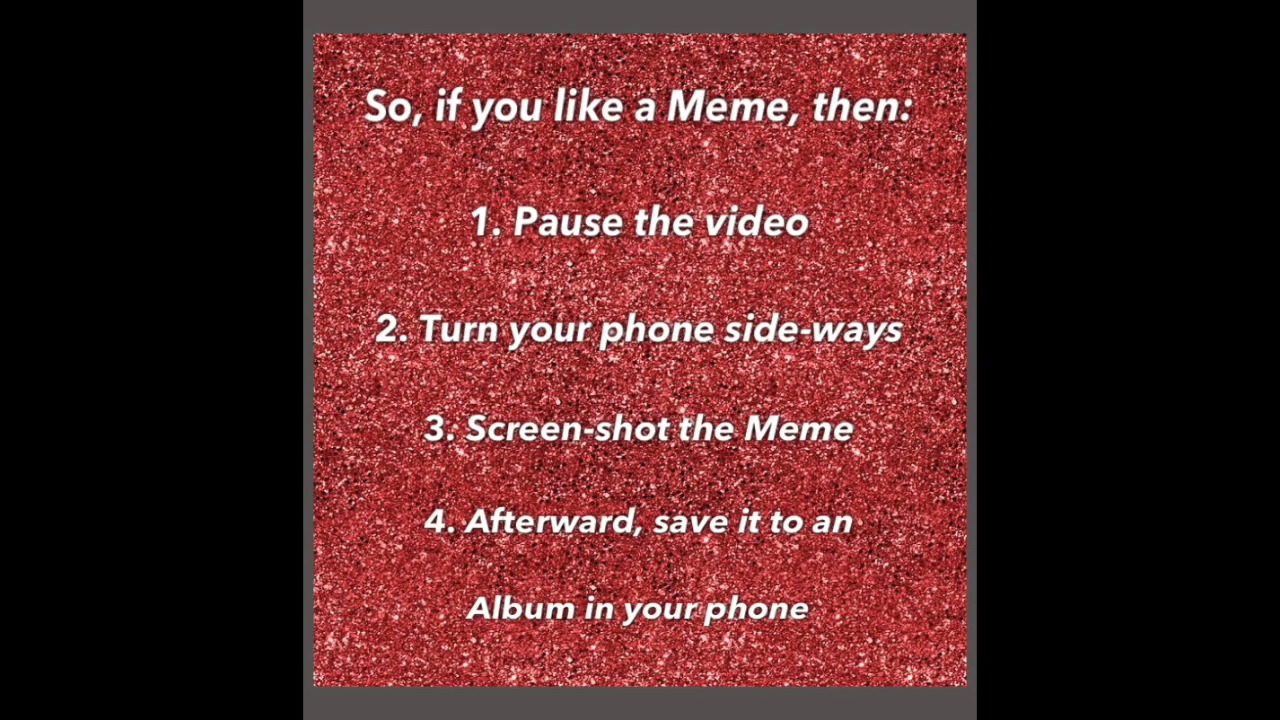 So, if you like a Meme, then:
1. Pause the video
2. Turn your phone side-ways
3. Screen-shot the Meme
4. Afterward, save it to an
Album in your phone